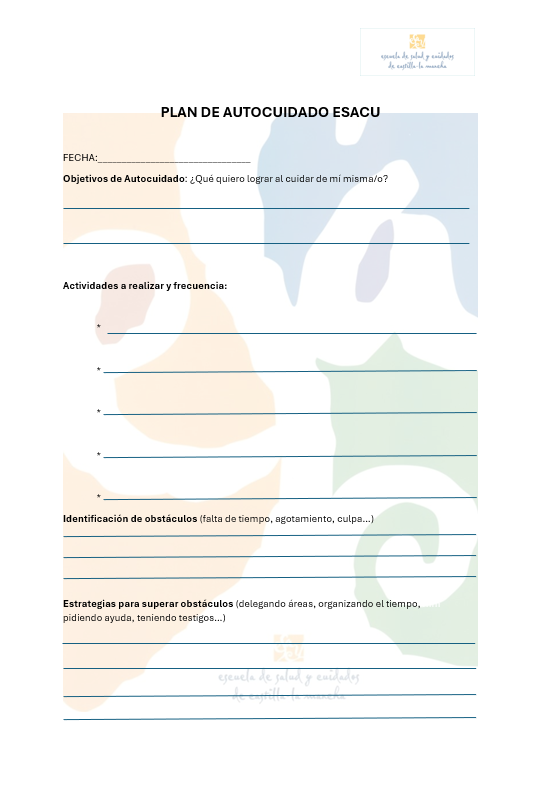 escuela de salud y cuidados
de castilla-la mancha
PLAN DE AUTOCUIDADO ESACU
FECHA:______________________________
Objetivos de Autocuidado: ¿Qué quiero lograr al cuidar de mí misma/o?
Actividades a realizar y frecuencia:
*
*
*
*
*
Identificación de obstáculos (falta de tiempo, agotamiento, culpa...)
Estrategias para superar obstáculos (delegando áreas, organizando el tiempo,
pidiendo ayuda, teniendo testigos...)
escuela de salud y cuidados
de castilla-la mancha